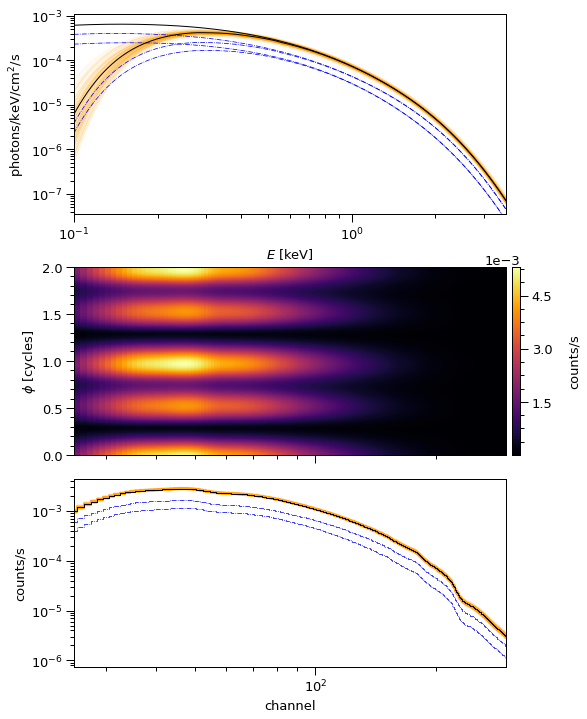 10⁻³
10⁻⁴
10⁻⁵
10⁻⁶
10⁻⁷
photons/keV/cm²/s
10⁻¹ 10⁰
E [keV]
1e−3
2.0
1.5
1.0
0.5
0.0
ϕ [cycles]
4.5
3.0
1.5
counts/s
10⁻³
10⁻⁴
10⁻⁵
10⁻⁶
counts/s
10²
channel